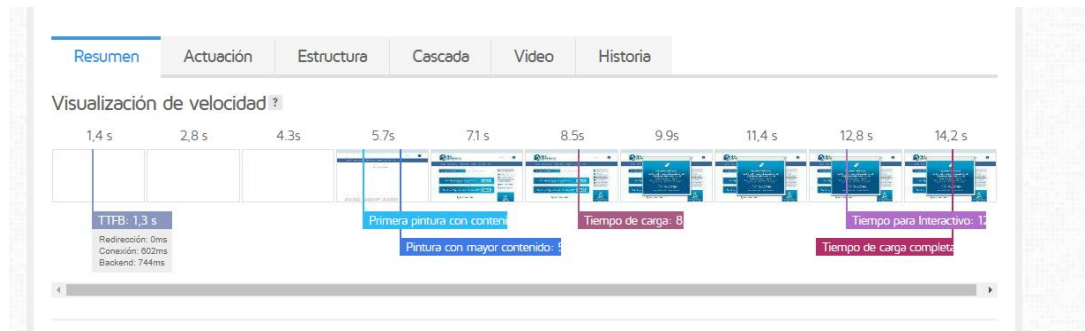 Resumen Actuación Estructura Cascada Video Historia
Visualización de velocidad ?
1,4 s 2,8 s 4.3s 5.7s 7.1 s 8.5s 9.9s 11,4 s 12,8 s 14,2 s
TTFB: 1,3 s Primera pintura con conteni Tiempo de carga: 8 Tiempo para Interactivo: 12
Redirección: 0ms
Conexión: 602ms
Backend: 744ms
Pintura con mayor contenido: 5 Tiempo de carga completa